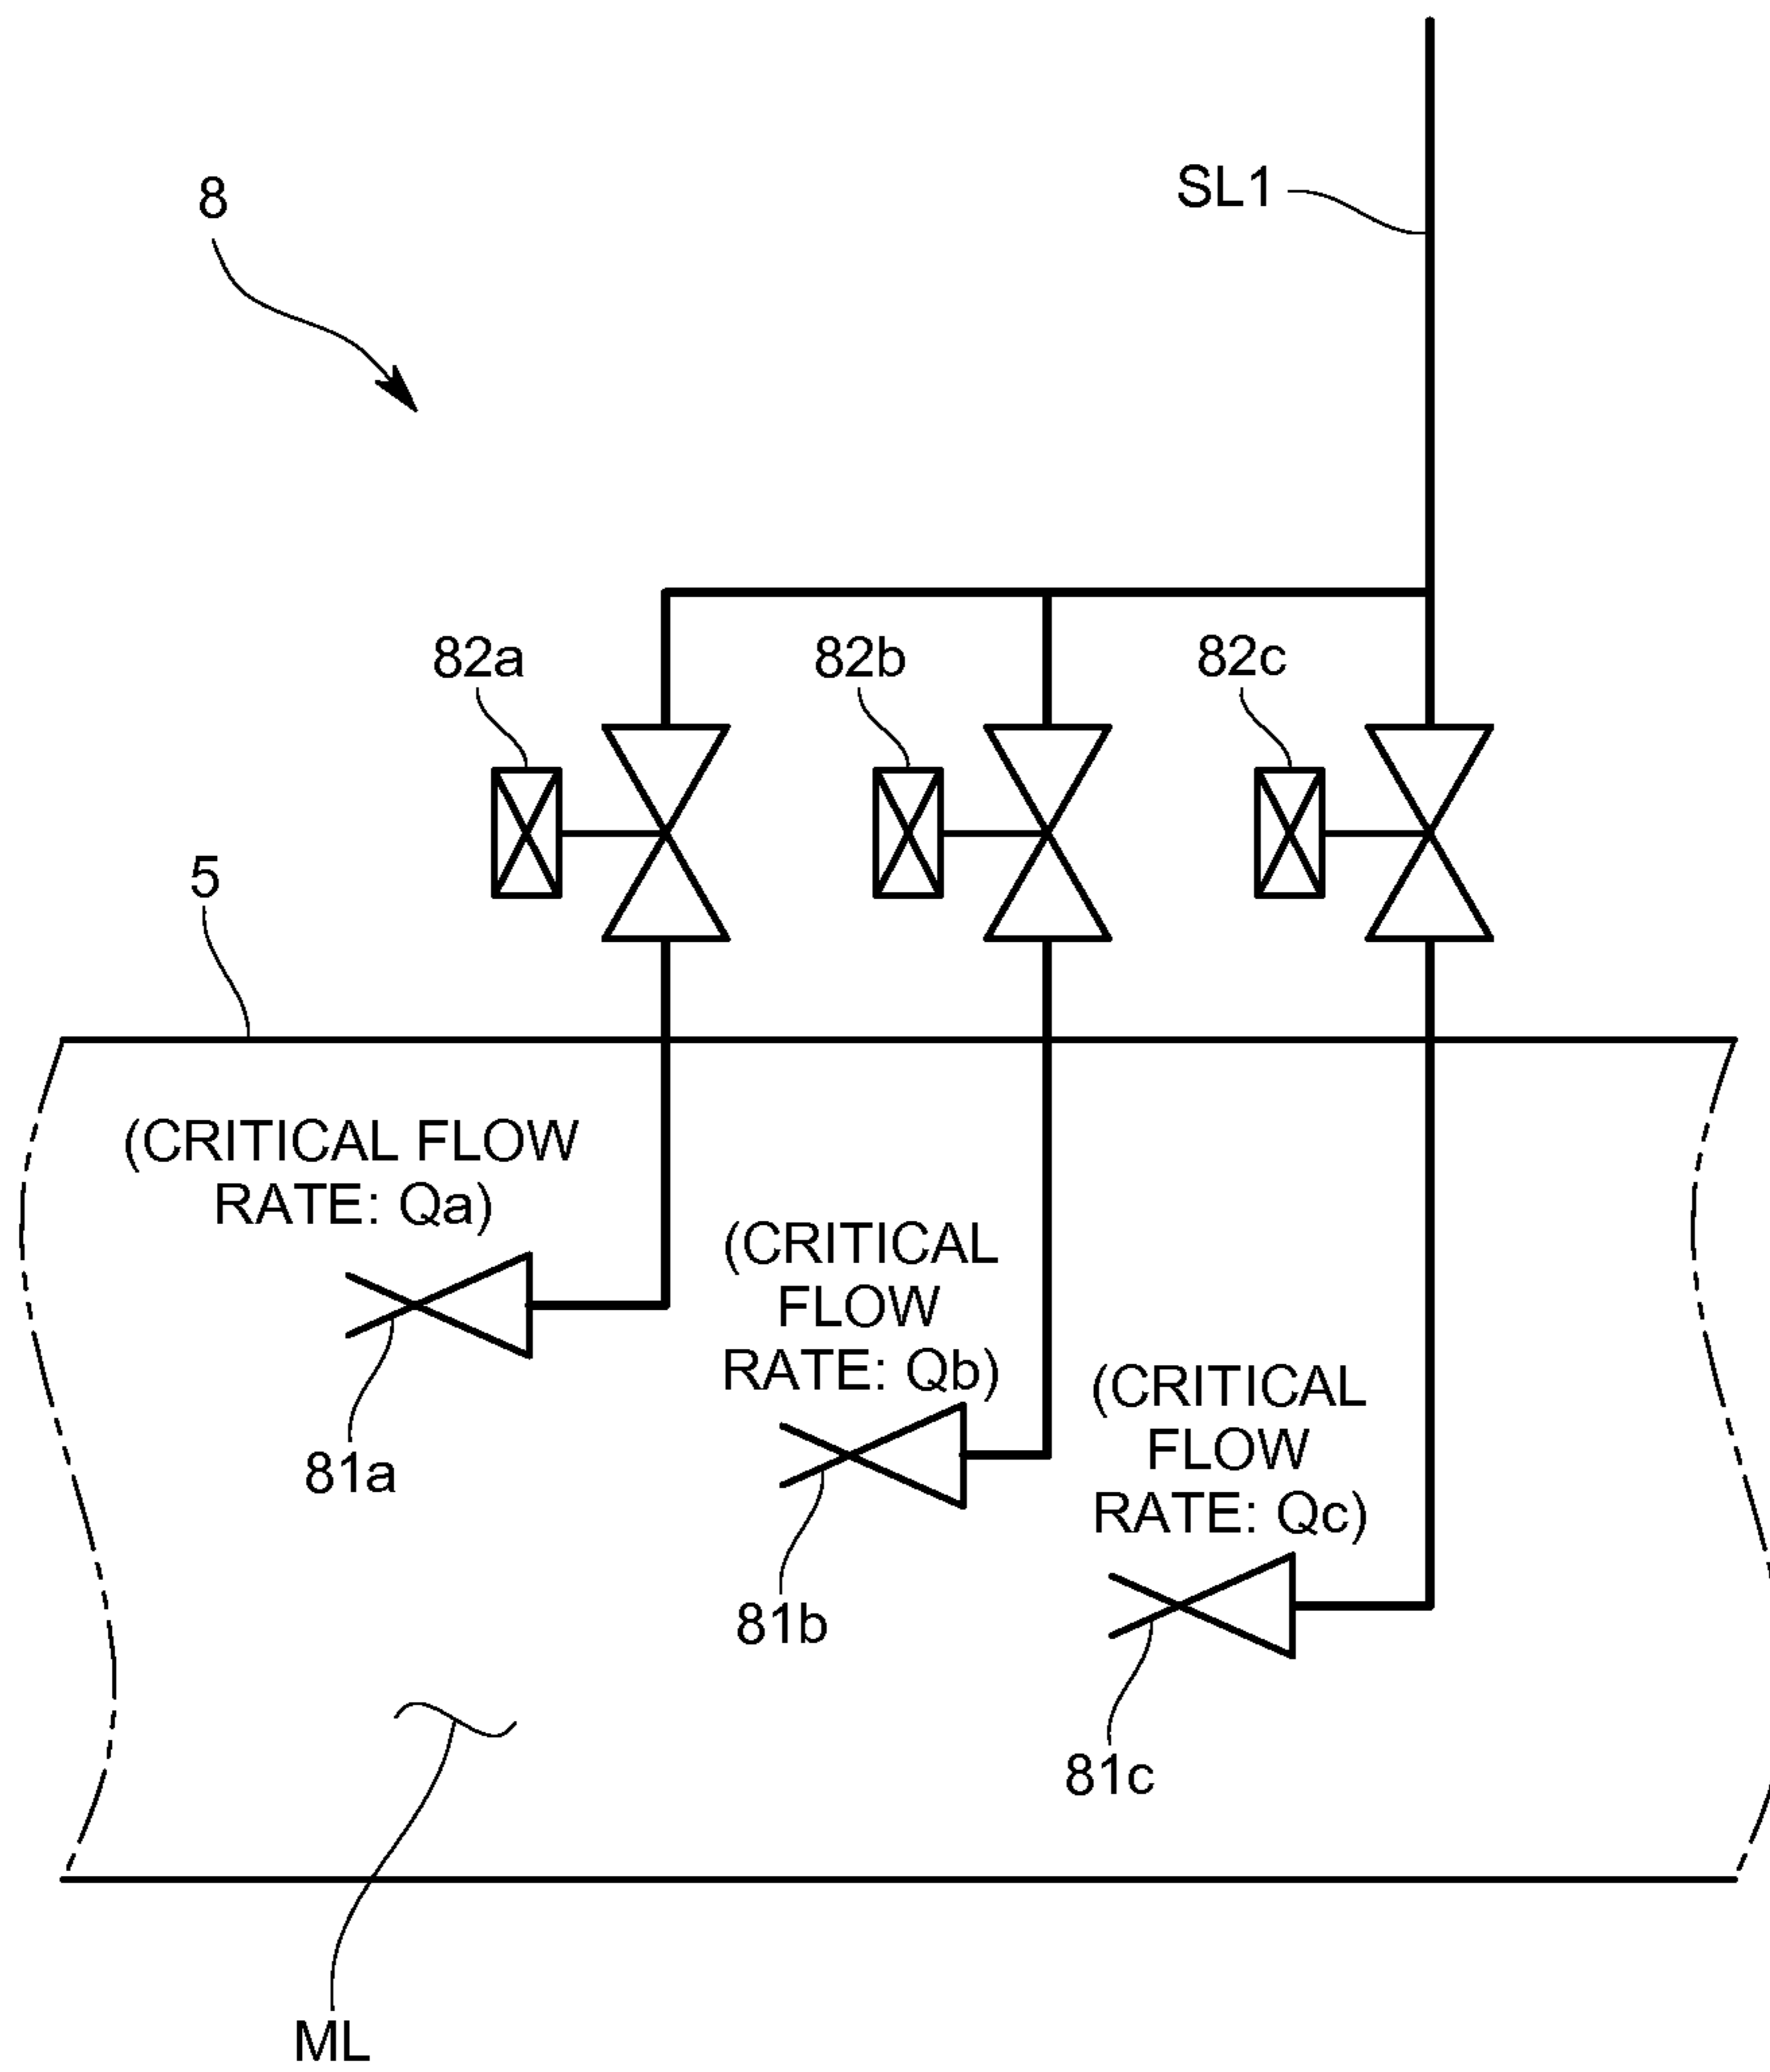 8
SL1
82a
82b
82c
5
(CRITICAL FLOW
RATE: Qa)
(CRITICAL
FLOW
RATE: Qb)
(CRITICAL
FLOW
RATE: Qc)
81a
81b
81c
ML